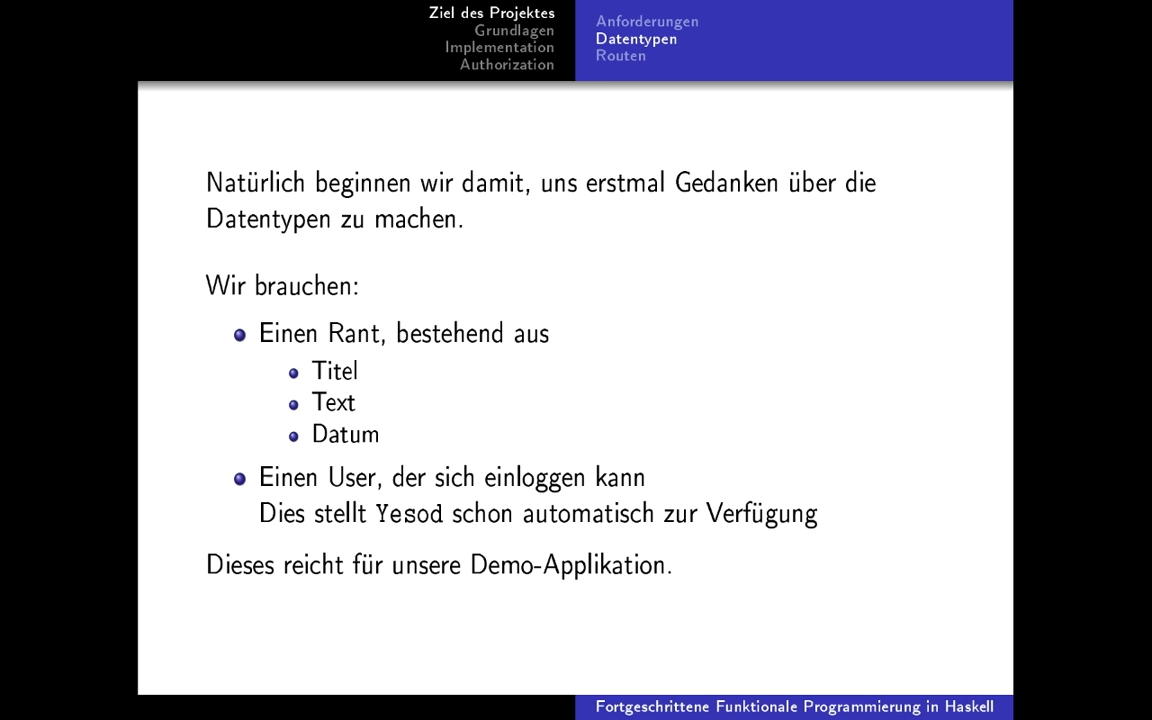 Ziel des Projektes
Grundlagen
Implementation
Authorization
Anforderungen
Datentypen
Routen
Natürlich beginnen wir damit, uns erstmal Gedanken über die
Datentypen zu machen.
Wir brauchen:
Einen Rant, bestehend aus
Titel
Text
Datum
Einen User, der sich einloggen kann
Dies stellt Yesod schon automatisch zur Verfügung
Dieses reicht für unsere Demo-Applikation.
Fortgeschrittene Funktionale Programmierung in Haskell